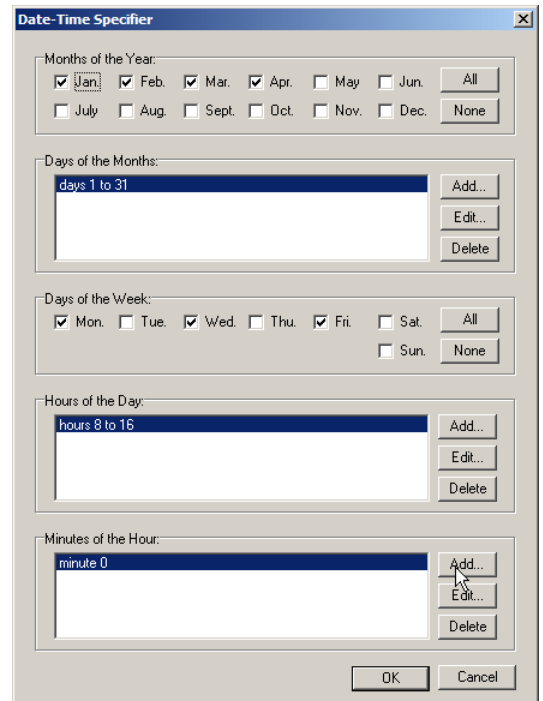 Date-Time Specifier
Months of the Year:
Jan. Feb. Mar. Apr. May Jun. All
July Aug. Sept. Oct. Nov. Dec. None
Days of the Months:
days 1 to 31
Add...
Edit...
Delete
Days of the Week:
Mon. Tue. Wed. Thu. Fri. Sat. All
Sun. None
Hours of the Day:
hours 8 to 16
Add...
Edit...
Delete
Minutes of the Hour:
minute 0
Add...
Edit...
Delete
OK Cancel